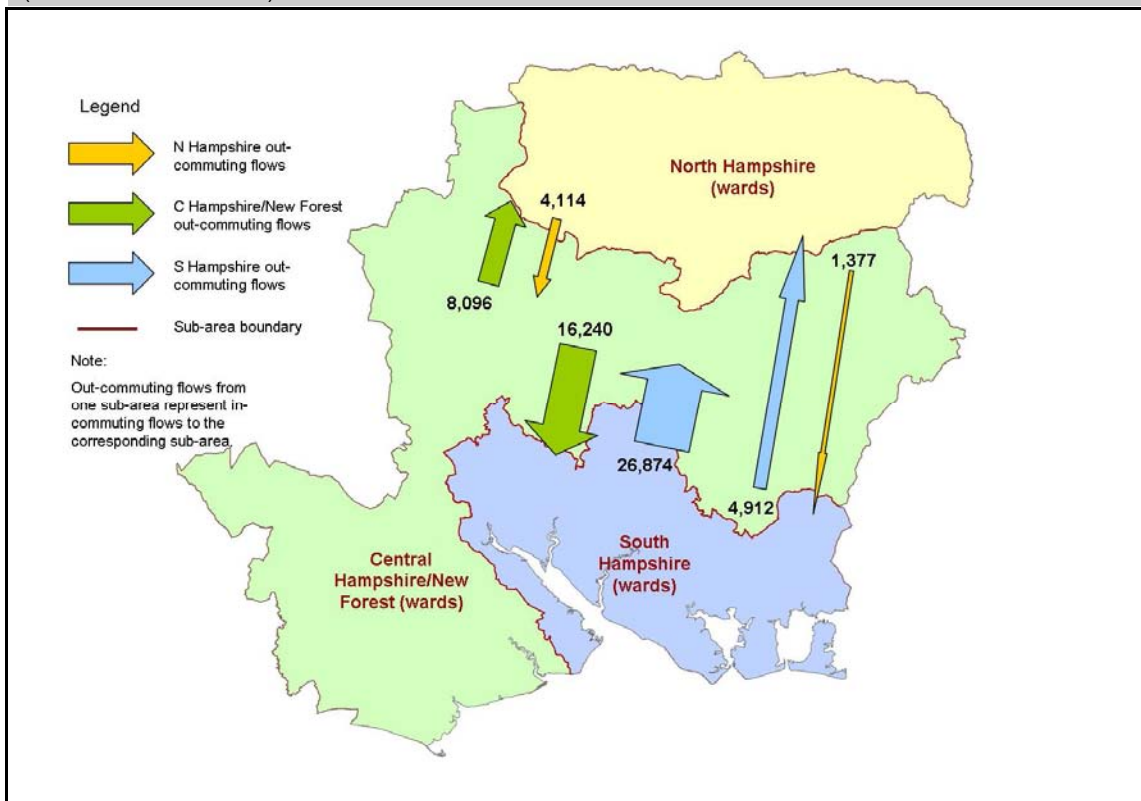 Legend
N Hampshire out-
commuting flows
C Hampshire/New Forest
out-commuting flows
S Hampshire out-
commuting flows
Sub-area boundary
Note:
Out-commuting flows from
one sub-area represent in-
commuting flows to the
corresponding sub-area.
North Hampshire
(wards)
4,114
8,096
1,377
16,240
26,874
4,912
Central
Hampshire/New
Forest (wards)
South
Hampshire
(wards)